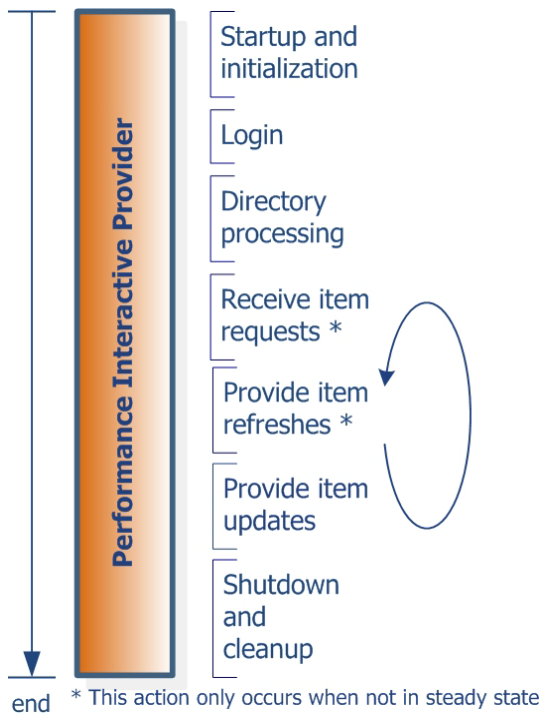 Performance Interactive Provider
Startup and
initialization
Login
Directory
processing
Receive item
requests *
Provide item
refreshes *
Provide item
updates
Shutdown
and
cleanup
end
* This action only occurs when not in steady state